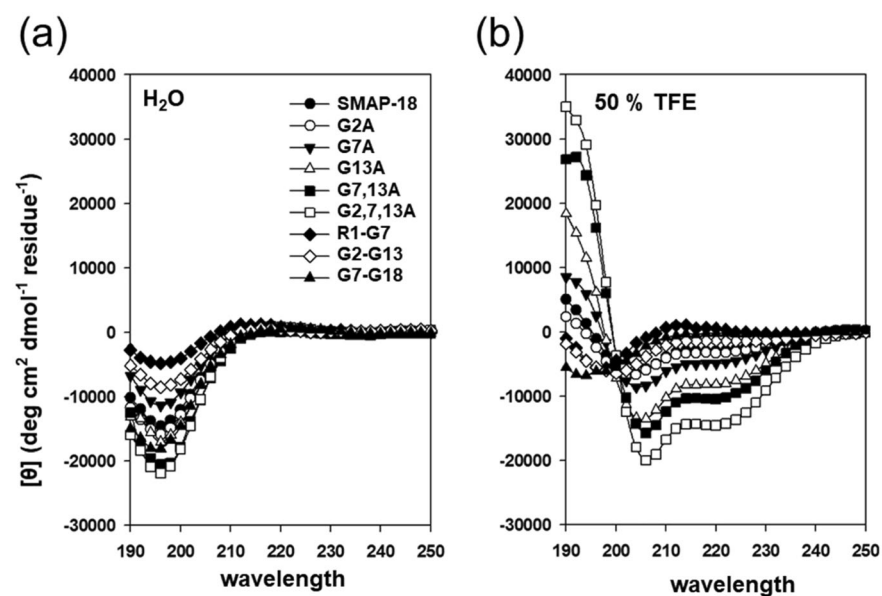 (a)
(b)
[θ] (deg cm² dmol⁻¹ residue⁻¹)
40000
30000
20000
10000
0
-10000
-20000
-30000
H₂O
SMAP-18
G2A
G7A
G13A
G7,13A
G2,7,13A
R1-G7
G2-G13
G7-G18
190 200 210 220 230 240 250
wavelength
40000
30000
20000
10000
0
-10000
-20000
-30000
50 % TFE
190 200 210 220 230 240 250
wavelength